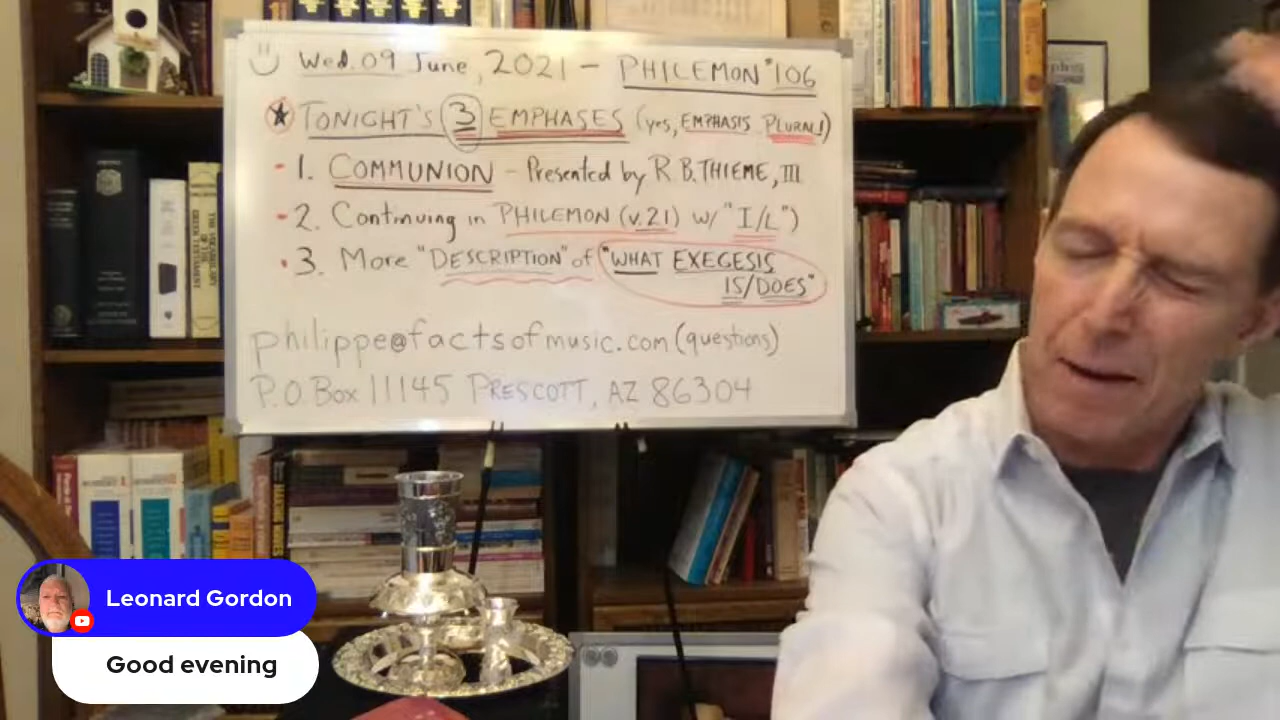 Wed. 09 June, 2021 - PHILEMON #106
TONIGHT'S 3 EMPHASES (yes, EMPHASIS PLURAL!)
1. COMMUNION - Presented by R.B. THIEME, III
2. Continuing in PHILEMON (v.21) w/ "I/L")
3. More "DESCRIPTION" of "WHAT EXEGESIS
IS/DOES"
philippe@factsofmusic.com (questions)
P.O. Box 11145 PRESCOTT, AZ 86304
Leonard Gordon
Good evening